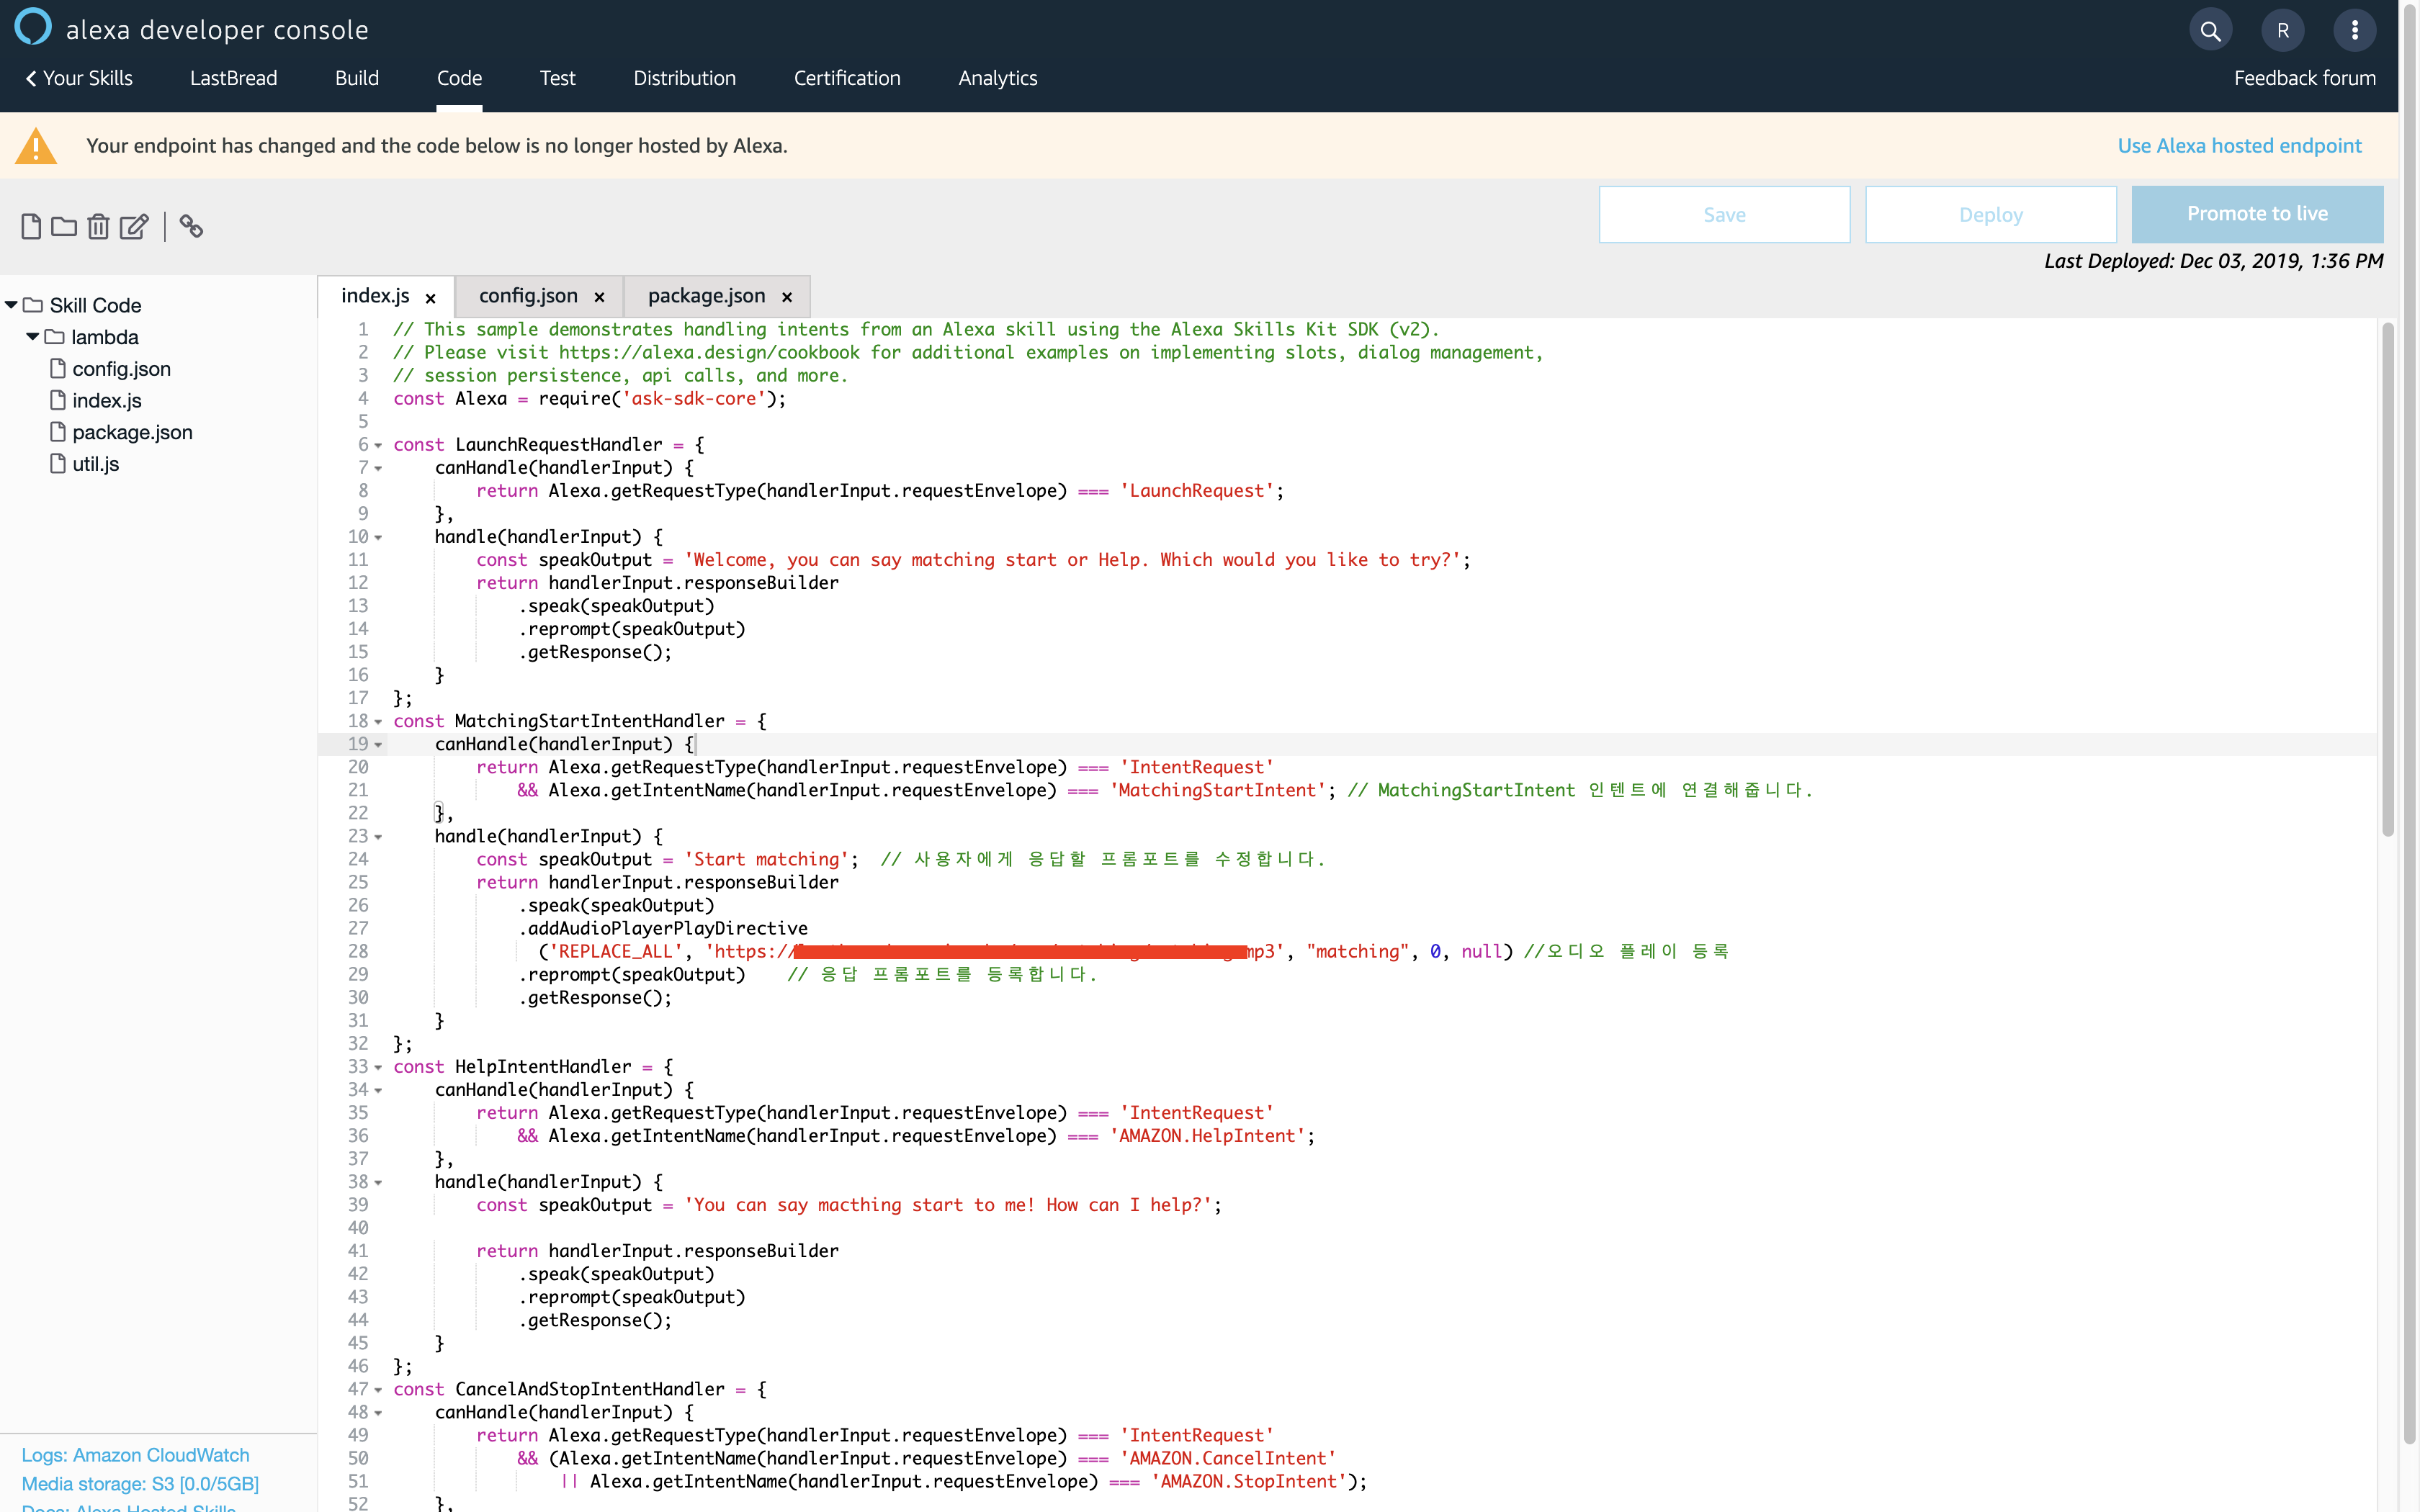 alexa developer console
R
Your Skills LastBread Build Code Test Distribution Certification Analytics Feedback forum
Your endpoint has changed and the code below is no longer hosted by Alexa. Use Alexa hosted endpoint
Save Deploy Promote to live
Last Deployed: Dec 03, 2019, 1:36 PM
Skill Code
lambda
config.json
index.js
package.json
util.js
Logs: Amazon CloudWatch
Media storage: S3 [0.0/5GB]
Docs: Alexa Hosted Skills
index.js × config.json × package.json ×
1 // This sample demonstrates handling intents from an Alexa skill using the Alexa Skills Kit SDK (v2).
2 // Please visit https://alexa.design/cookbook for additional examples on implementing slots, dialog management,
3 // session persistence, api calls, and more.
4 const Alexa = require('ask-sdk-core');
5
6 const LaunchRequestHandler = {
7 canHandle(handlerInput) {
8 return Alexa.getRequestType(handlerInput.requestEnvelope) === 'LaunchRequest';
9 },
10 handle(handlerInput) {
11 const speakOutput = 'Welcome, you can say matching start or Help. Which would you like to try?';
12 return handlerInput.responseBuilder
13 .speak(speakOutput)
14 .reprompt(speakOutput)
15 .getResponse();
16 }
17 };
18 const MatchingStartIntentHandler = {
19 canHandle(handlerInput) {
20 return Alexa.getRequestType(handlerInput.requestEnvelope) === 'IntentRequest'
21 && Alexa.getIntentName(handlerInput.requestEnvelope) === 'MatchingStartIntent'; // MatchingStartIntent 인텐트에 연결해줍니다.
22 },
23 handle(handlerInput) {
24 const speakOutput = 'Start matching'; // 사용자에게 응답할 프롬포트를 수정합니다.
25 return handlerInput.responseBuilder
26 .speak(speakOutput)
27 .addAudioPlayerPlayDirective
28 ('REPLACE_ALL', 'https:// mp3', "matching", 0, null) //오디오 플레이 등록
29 .reprompt(speakOutput) // 응답 프롬포트를 등록합니다.
30 .getResponse();
31 }
32 };
33 const HelpIntentHandler = {
34 canHandle(handlerInput) {
35 return Alexa.getRequestType(handlerInput.requestEnvelope) === 'IntentRequest'
36 && Alexa.getIntentName(handlerInput.requestEnvelope) === 'AMAZON.HelpIntent';
37 },
38 handle(handlerInput) {
39 const speakOutput = 'You can say macthing start to me! How can I help?';
40
41 return handlerInput.responseBuilder
42 .speak(speakOutput)
43 .reprompt(speakOutput)
44 .getResponse();
45 }
46 };
47 const CancelAndStopIntentHandler = {
48 canHandle(handlerInput) {
49 return Alexa.getRequestType(handlerInput.requestEnvelope) === 'IntentRequest'
50 && (Alexa.getIntentName(handlerInput.requestEnvelope) === 'AMAZON.CancelIntent'
51 || Alexa.getIntentName(handlerInput.requestEnvelope) === 'AMAZON.StopIntent');
52 },